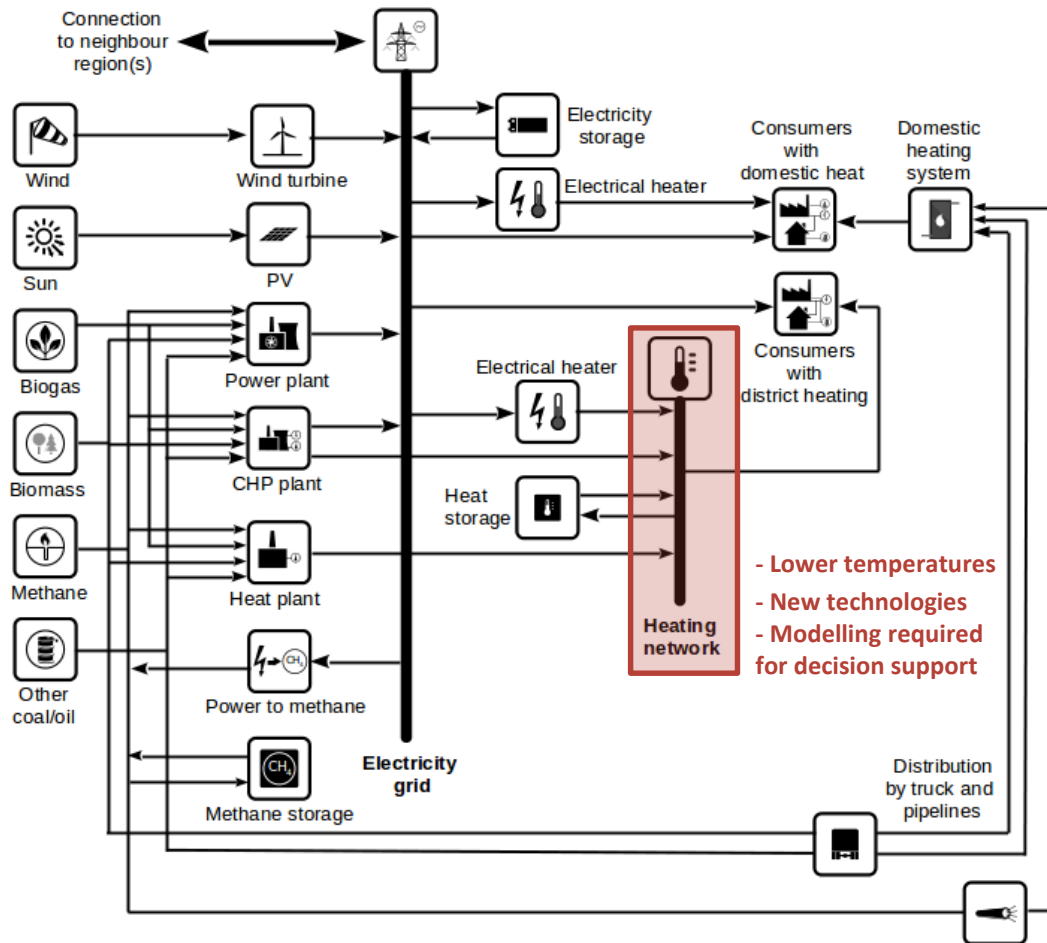 Connection
to neighbour
region(s)
Wind
Wind turbine
Electricity
storage
Consumers
with
domestic heat
Domestic
heating
system
Electrical heater
Sun
PV
Biogas
Power plant
Electrical heater
Consumers
with
district heating
Biomass
CHP plant
Heat
storage
Methane
Heat plant
Heating
network
- Lower temperatures
- New technologies
- Modelling required
for decision support
Other
coal/oil
CH4
Power to methane
CH4
Methane storage
Electricity
grid
Distribution
by truck and
pipelines